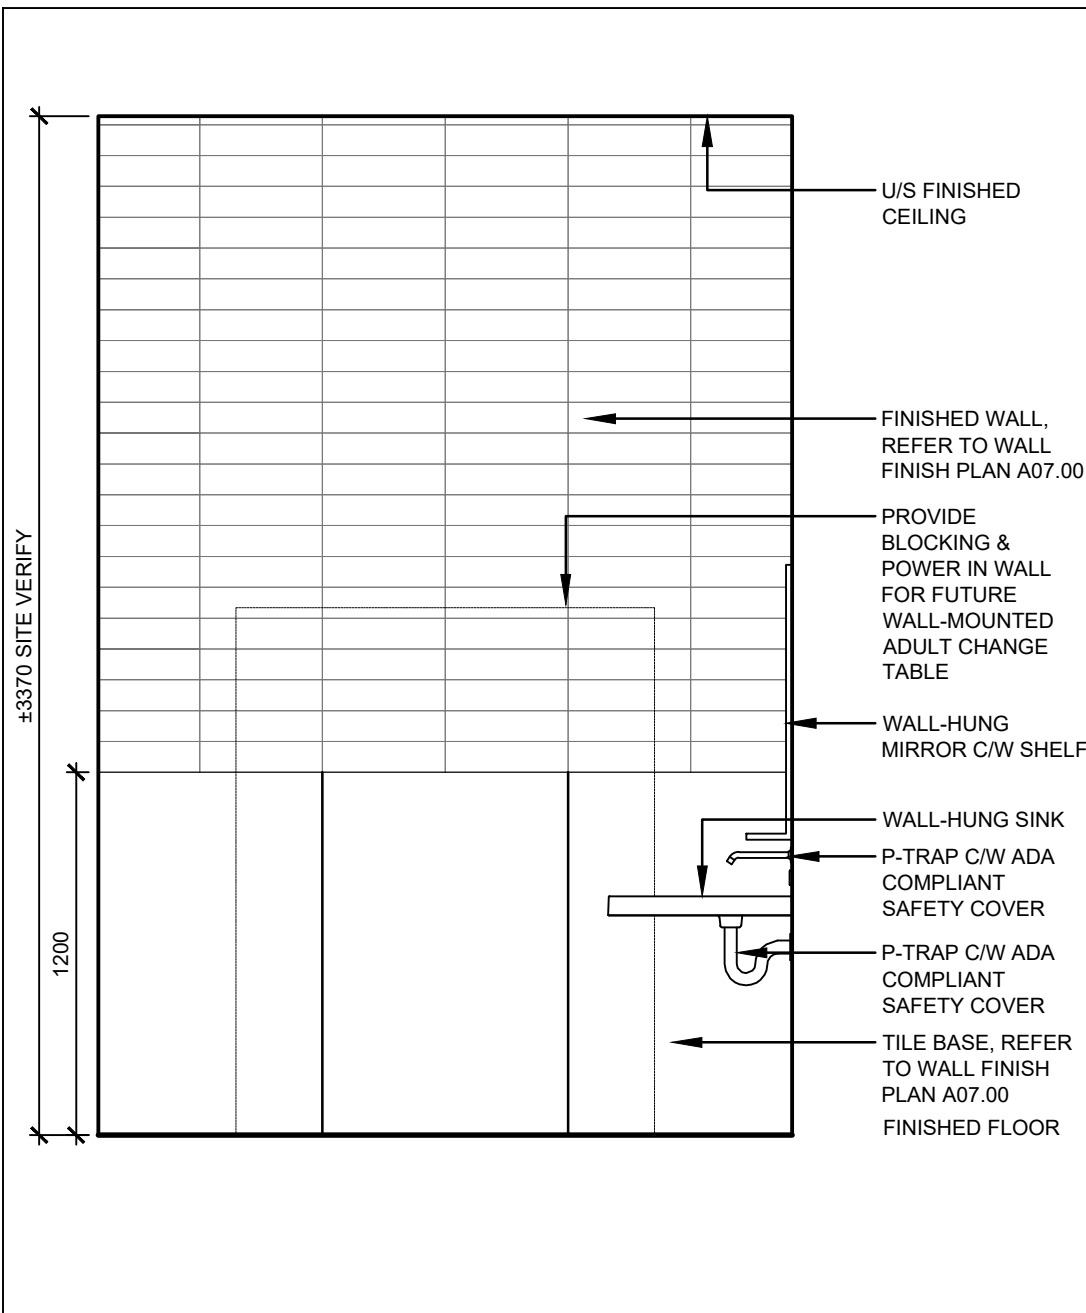 U/S FINISHED
CEILING
FINISHED WALL,
REFER TO WALL
FINISH PLAN A07.00
PROVIDE
BLOCKING &
POWER IN WALL
FOR FUTURE
WALL-MOUNTED
ADULT CHANGE
TABLE
WALL-HUNG
MIRROR C/W SHELF
WALL-HUNG SINK
P-TRAP C/W ADA
COMPLIANT
SAFETY COVER
P-TRAP C/W ADA
COMPLIANT
SAFETY COVER
TILE BASE, REFER
TO WALL FINISH
PLAN A07.00
FINISHED FLOOR
±3370 SITE VERIFY
1200